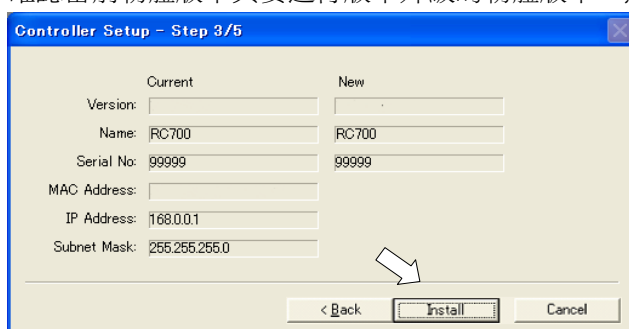 Controller Setup - Step 3/5
Current New
Version:
Name: RC700 RC700
Serial No: 99999 99999
MAC Address:
IP Address: 168.0.0.1
Subnet Mask: 255.255.255.0
< Back Install Cancel